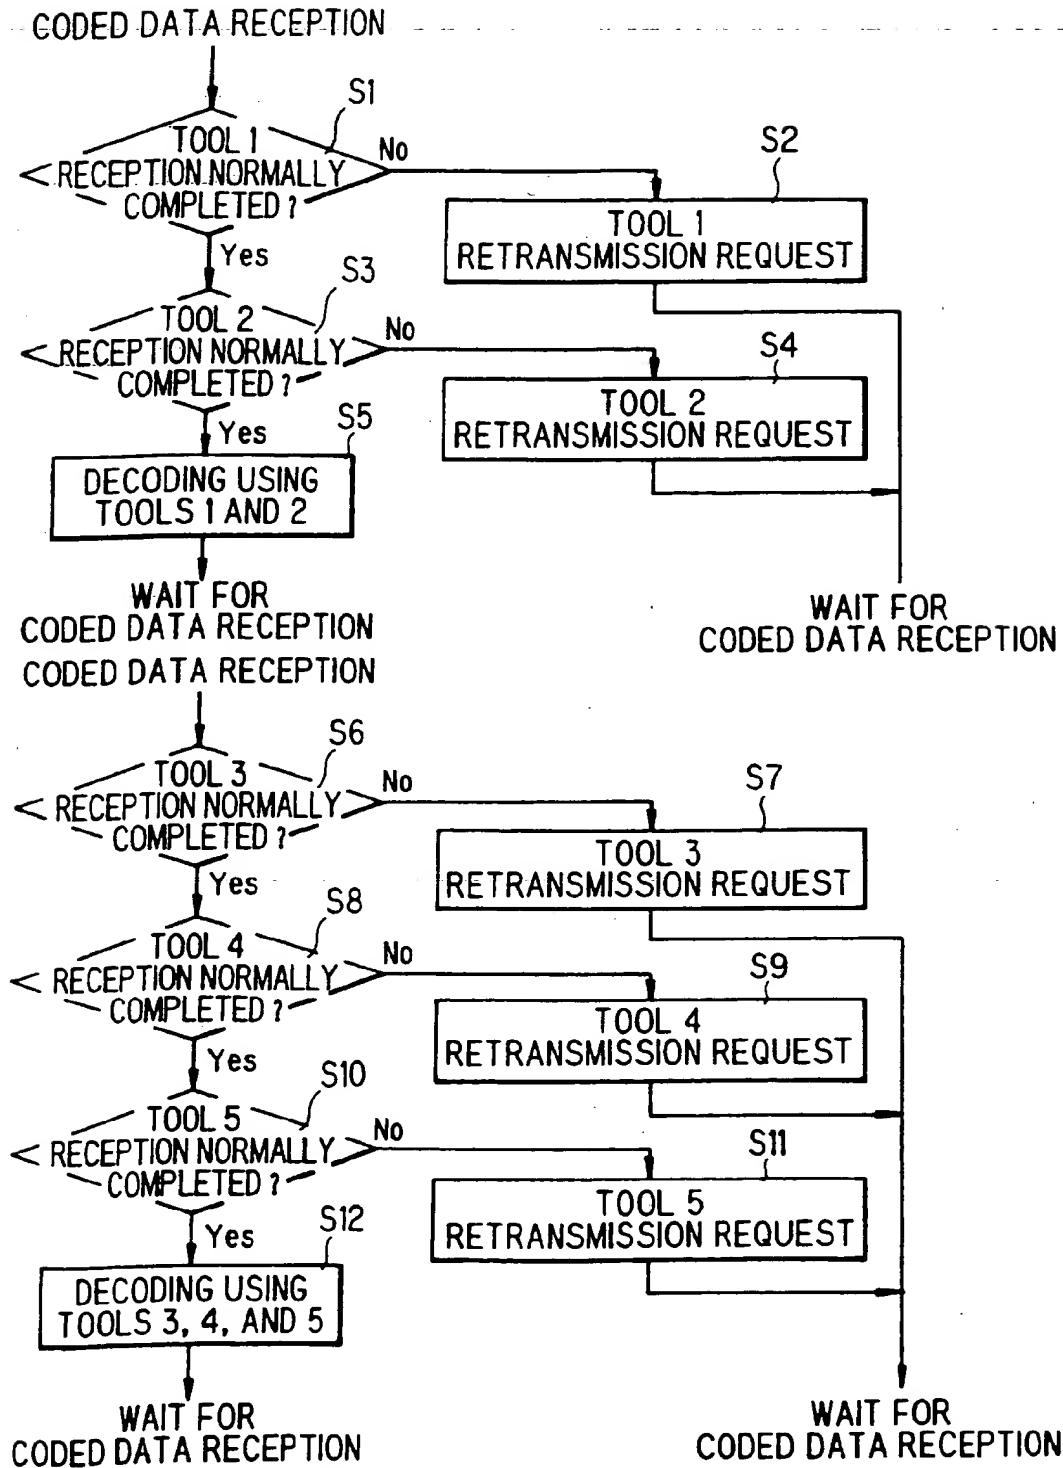 CODED DATA RECEPTION
S1
TOOL 1
RECEPTION NORMALLY
COMPLETED?
No
S2
TOOL 1
RETRANSMISSION REQUEST
Yes
S3
TOOL 2
RECEPTION NORMALLY
COMPLETED?
No
S4
TOOL 2
RETRANSMISSION REQUEST
Yes
S5
DECODING USING
TOOLS 1 AND 2
WAIT FOR
CODED DATA RECEPTION
WAIT FOR
CODED DATA RECEPTION
CODED DATA RECEPTION
S6
TOOL 3
RECEPTION NORMALLY
COMPLETED?
No
S7
TOOL 3
RETRANSMISSION REQUEST
Yes
S8
TOOL 4
RECEPTION NORMALLY
COMPLETED?
No
S9
TOOL 4
RETRANSMISSION REQUEST
Yes
S10
TOOL 5
RECEPTION NORMALLY
COMPLETED?
No
S11
TOOL 5
RETRANSMISSION REQUEST
Yes
S12
DECODING USING
TOOLS 3, 4, AND 5
WAIT FOR
CODED DATA RECEPTION
WAIT FOR
CODED DATA RECEPTION